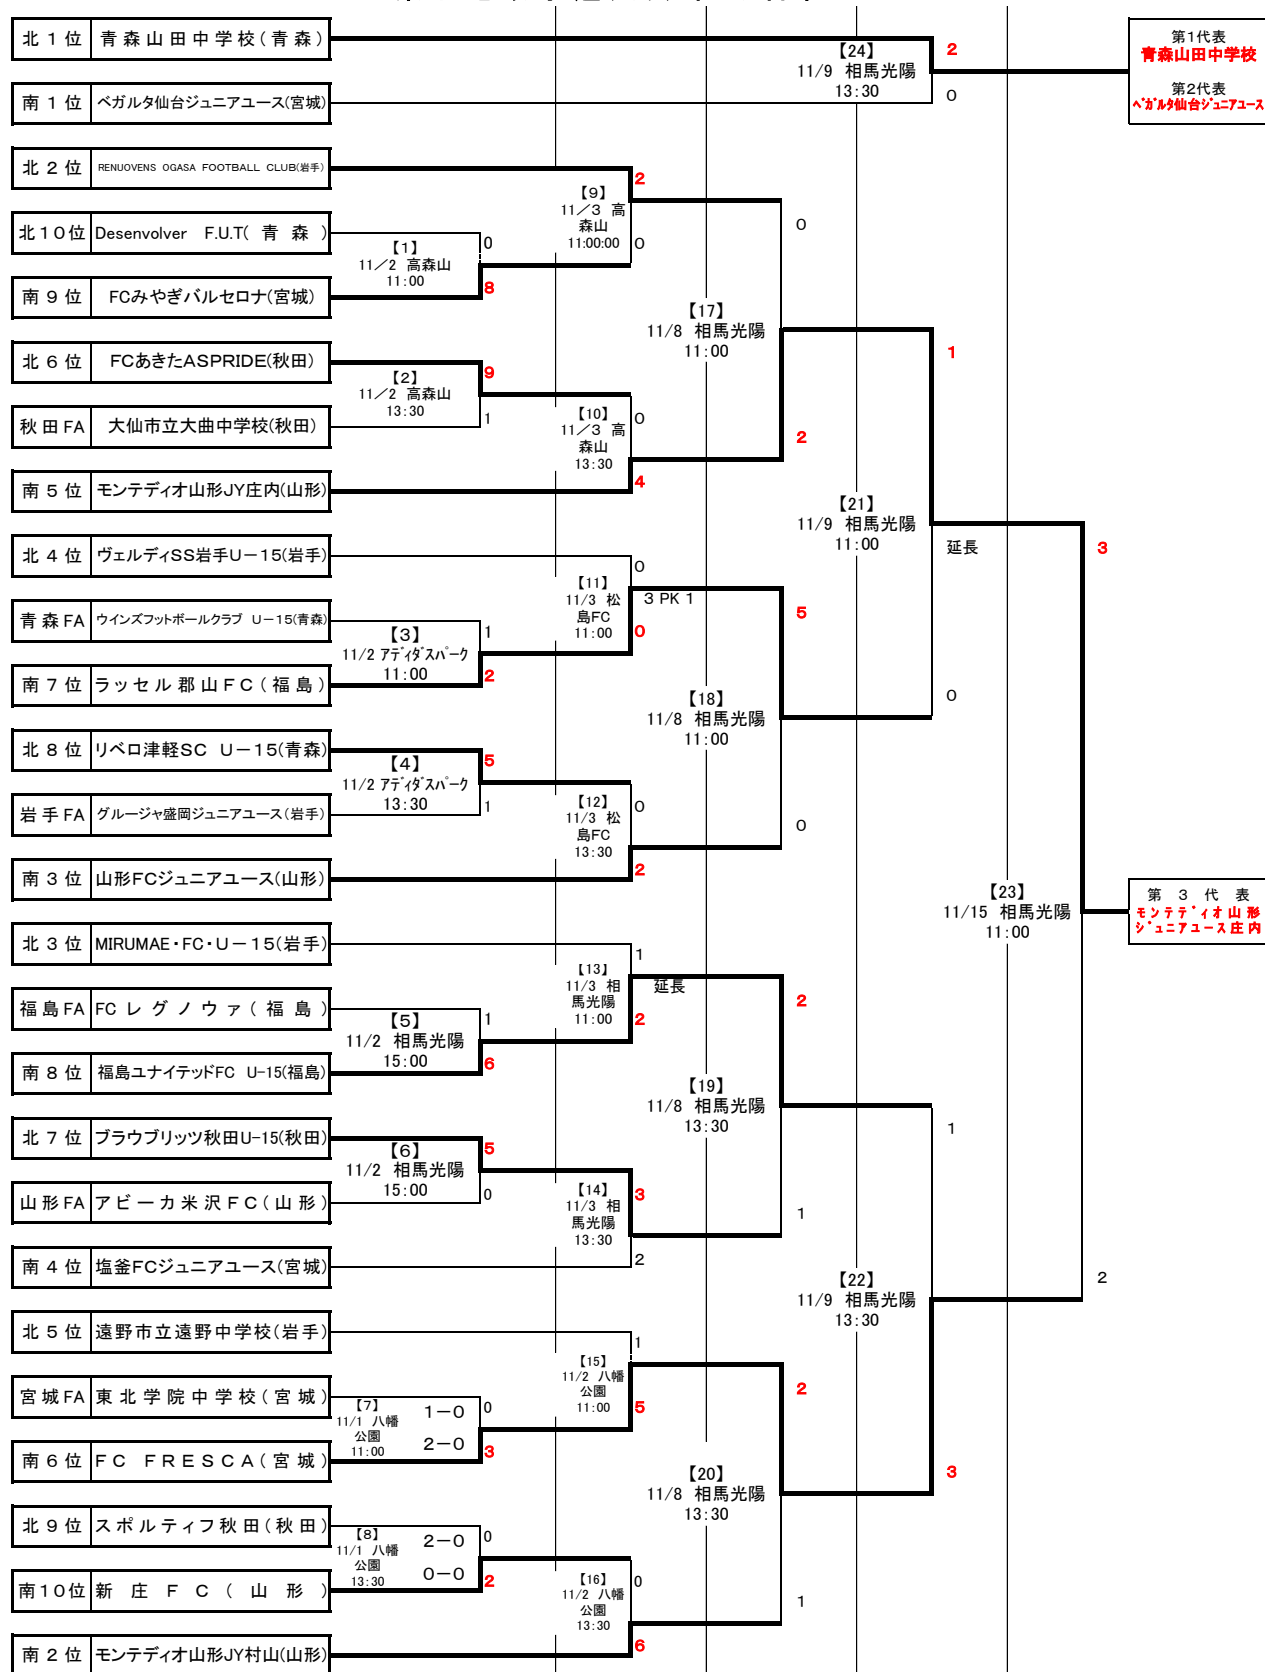 北1位 青森山田中学校(青森)
【24】
11/9 相馬光陽
13:30
2
0
第1代表
青森山田中学校
第2代表
ベガルタ仙台ジュニアユース
南1位 ベガルタ仙台ジュニアユース(宮城)
北2位 RENUOVENS OGASA FOOTBALL CLUB(岩手)
【9】
11/3 高
森山
11:00:00
2
0
北10位 Desenvolver F.U.T(青森)
【1】
11/2 高森山
11:00
0
8
南9位 FCみやぎバルセロナ(宮城)
【17】
11/8 相馬光陽
11:00
0
2
北6位 FCあきたASPRIDE(秋田)
【2】
11/2 高森山
13:30
9
1
秋田FA 大仙市立大曲中学校(秋田)
【10】
11/3 高
森山
13:30
0
4
南5位 モンテディオ山形JY庄内(山形)
【21】
11/9 相馬光陽
11:00
1
延長
0
北4位 ヴェルディSS岩手U-15(岩手)
【11】
11/3 松
島FC
11:00
0
3 PK 1
0
青森FA ウインズフットボールクラブ U-15(青森)
【3】
11/2 アディダスパーク
11:00
1
2
南7位 ラッセル郡山FC(福島)
【18】
11/8 相馬光陽
11:00
5
0
北8位 リベロ津軽SC U-15(青森)
【4】
11/2 アディダスパーク
13:30
5
1
岩手FA グルージャ盛岡ジュニアユース(岩手)
【12】
11/3 松
島FC
13:30
0
2
南3位 山形FCジュニアユース(山形)
【23】
11/15 相馬光陽
11:00
3
2
第3代表
モンテディオ山形
ジュニアユース庄内
北3位 MIRUMAE・FC・U-15(岩手)
【13】
11/3 相
馬光陽
11:00
1
延長
2
福島FA FCレグノウァ(福島)
【5】
11/2 相馬光陽
15:00
1
6
南8位 福島ユナイテッドFC U-15(福島)
【19】
11/8 相馬光陽
13:30
2
1
北7位 ブラウブリッツ秋田U-15(秋田)
【6】
11/2 相馬光陽
15:00
5
0
山形FA アビーカ米沢FC(山形)
【14】
11/3 相
馬光陽
13:30
3
2
南4位 塩釜FCジュニアユース(宮城)
【22】
11/9 相馬光陽
13:30
1
3
北5位 遠野市立遠野中学校(岩手)
【15】
11/2 八幡
公園
11:00
1
5
宮城FA 東北学院中学校(宮城)
【7】
11/1 八幡
公園
11:00
1-0
2-0
0
3
南6位 FC FRESCA(宮城)
【20】
11/8 相馬光陽
13:30
2
1
北9位 スポルティフ秋田(秋田)
【8】
11/1 八幡
公園
13:30
2-0
0-0
0
2
南10位 新庄FC(山形)
【16】
11/2 八幡
公園
13:30
0
6
南2位 モンテディオ山形JY村山(山形)